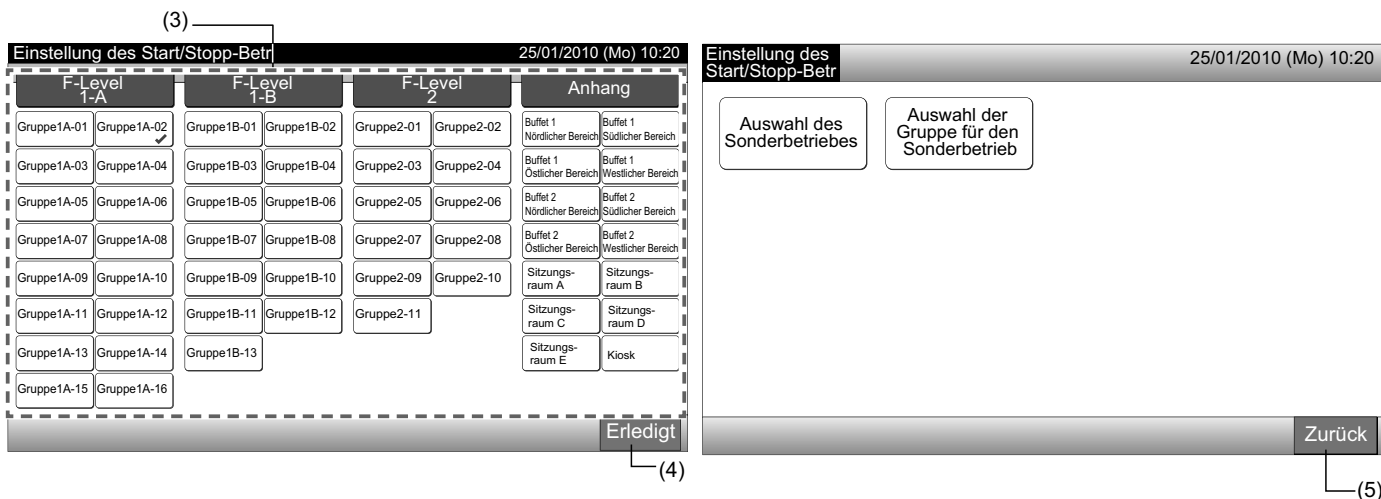 (3)
Einstellung des Start/Stopp-Betr
25/01/2010 (Mo) 10:20
F-Level
1-A
F-Level
1-B
F-Level
2
Anhang
Gruppe1A-01 Gruppe1A-02 Gruppe1B-01 Gruppe1B-02 Gruppe2-01 Gruppe2-02
Buffet 1
Nördlicher Bereich
Buffet 1
Südlicher Bereich
Gruppe1A-03 Gruppe1A-04 Gruppe1B-03 Gruppe1B-04 Gruppe2-03 Gruppe2-04
Buffet 1
Östlicher Bereich
Buffet 1
Westlicher Bereich
Gruppe1A-05 Gruppe1A-06 Gruppe1B-05 Gruppe1B-06 Gruppe2-05 Gruppe2-06
Buffet 2
Nördlicher Bereich
Buffet 2
Südlicher Bereich
Gruppe1A-07 Gruppe1A-08 Gruppe1B-07 Gruppe1B-08 Gruppe2-07 Gruppe2-08
Buffet 2
Östlicher Bereich
Buffet 2
Westlicher Bereich
Gruppe1A-09 Gruppe1A-10 Gruppe1B-09 Gruppe1B-10 Gruppe2-09 Gruppe2-10
Sitzungs-
raum A
Sitzungs-
raum B
Gruppe1A-11 Gruppe1A-12 Gruppe1B-11 Gruppe1B-12 Gruppe2-11
Sitzungs-
raum C
Sitzungs-
raum D
Gruppe1A-13 Gruppe1A-14 Gruppe1B-13
Sitzungs-
raum E
Kiosk
Gruppe1A-15 Gruppe1A-16
Erledigt
(4)
Einstellung des
Start/Stopp-Betr
25/01/2010 (Mo) 10:20
Auswahl des
Sonderbetriebes
Auswahl der
Gruppe für den
Sonderbetrieb
Zurück
(5)